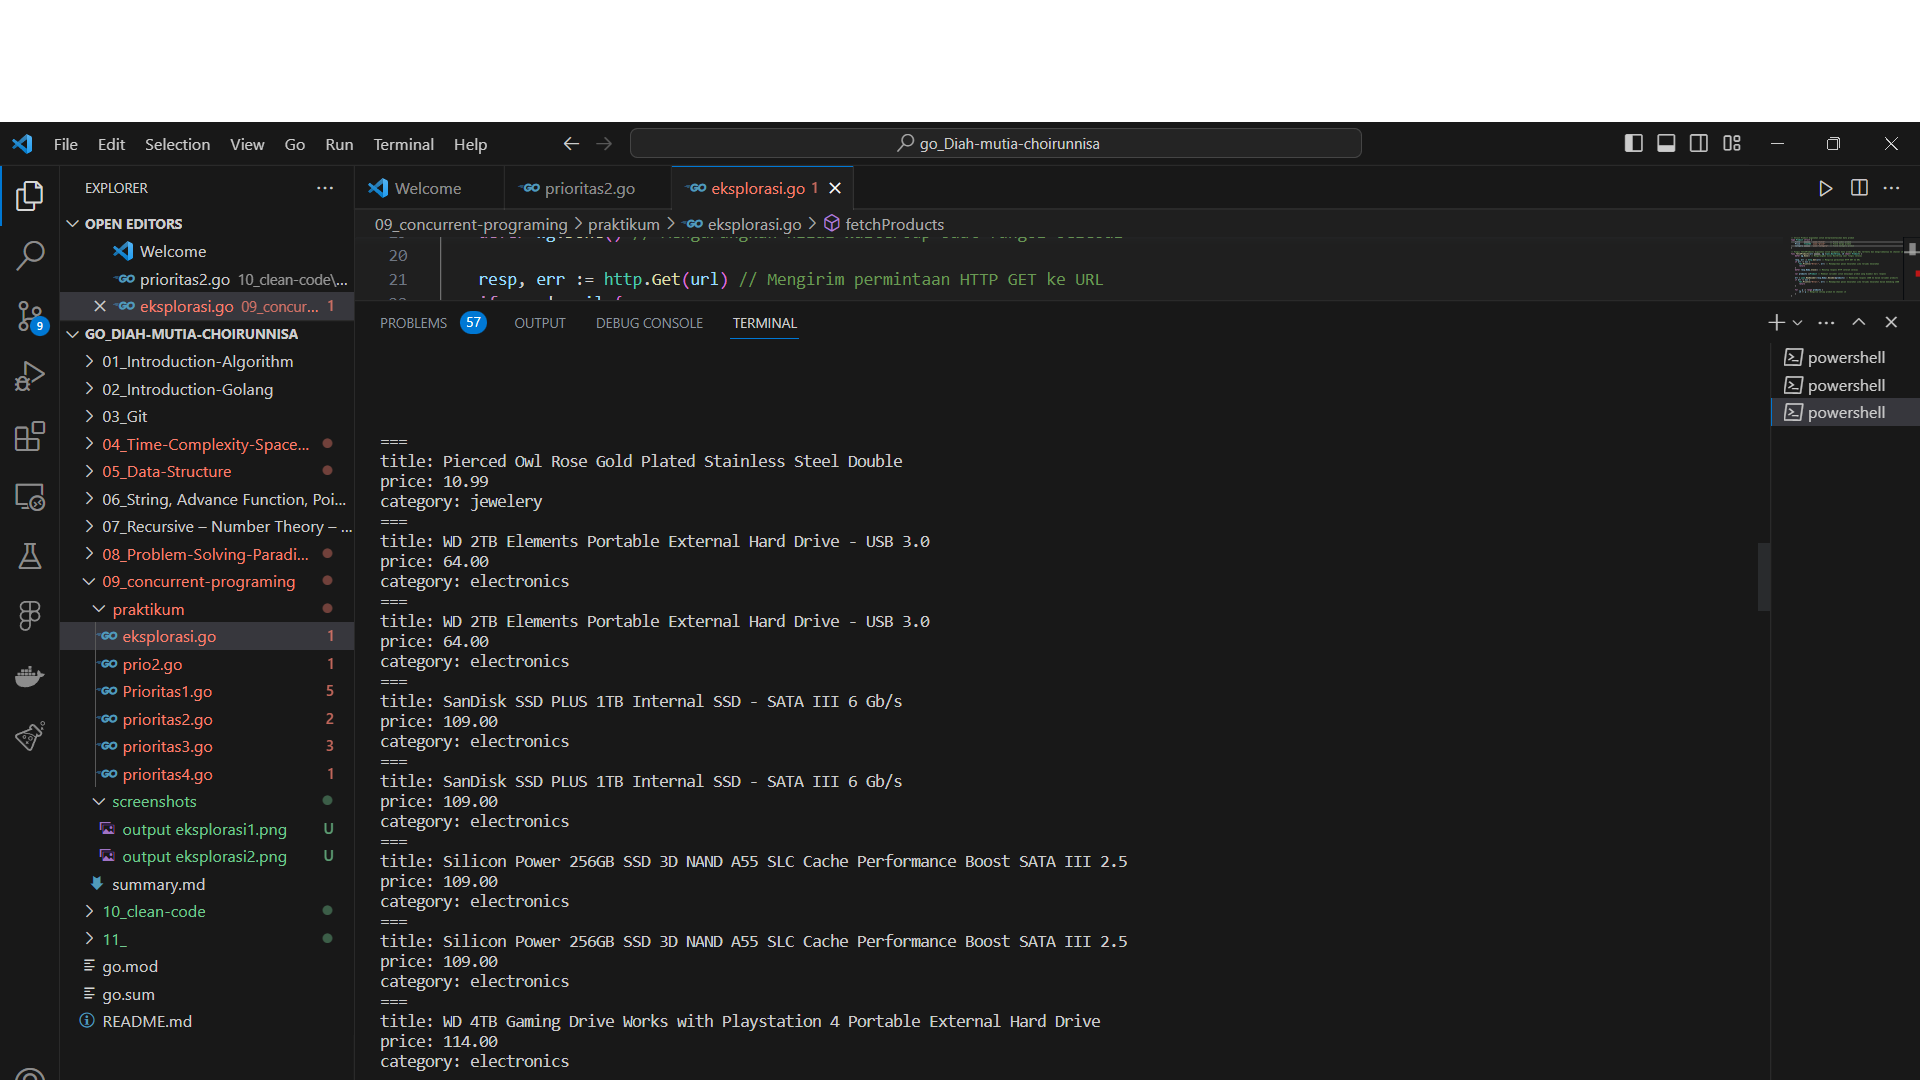 File Edit Selection View Go Run Terminal Help
go_Diah-mutia-choirunnisa
EXPLORER
OPEN EDITORS
Welcome
prioritas2.go 10_clean-code\...
eksplorasi.go 09_concur... 1
GO_DIAH-MUTIA-CHOIRUNNISA
01_Introduction-Algorithm
02_Introduction-Golang
03_Git
04_Time-Complexity-Space...
05_Data-Structure
06_String, Advance Function, Poi...
07_Recursive – Number Theory – ...
08_Problem-Solving-Paradi...
09_concurrent-programing
praktikum
eksplorasi.go 1
prio2.go 1
Prioritas1.go 5
prioritas2.go 2
prioritas3.go 3
prioritas4.go 1
screenshots
output eksplorasi1.png U
output eksplorasi2.png U
summary.md
10_clean-code
11_
go.mod
go.sum
README.md
9
Welcome
prioritas2.go
eksplorasi.go 1
09_concurrent-programing > praktikum > eksplorasi.go > fetchProducts
20
21 resp, err := http.Get(url) // Mengirim permintaan HTTP GET ke URL
PROBLEMS 57 OUTPUT DEBUG CONSOLE TERMINAL
===
title: Pierced Owl Rose Gold Plated Stainless Steel Double
price: 10.99
category: jewelery
===
title: WD 2TB Elements Portable External Hard Drive - USB 3.0
price: 64.00
category: electronics
===
title: WD 2TB Elements Portable External Hard Drive - USB 3.0
price: 64.00
category: electronics
===
title: SanDisk SSD PLUS 1TB Internal SSD - SATA III 6 Gb/s
price: 109.00
category: electronics
===
title: SanDisk SSD PLUS 1TB Internal SSD - SATA III 6 Gb/s
price: 109.00
category: electronics
===
title: Silicon Power 256GB SSD 3D NAND A55 SLC Cache Performance Boost SATA III 2.5
price: 109.00
category: electronics
===
title: Silicon Power 256GB SSD 3D NAND A55 SLC Cache Performance Boost SATA III 2.5
price: 109.00
category: electronics
===
title: WD 4TB Gaming Drive Works with Playstation 4 Portable External Hard Drive
price: 114.00
category: electronics
powershell
powershell
powershell